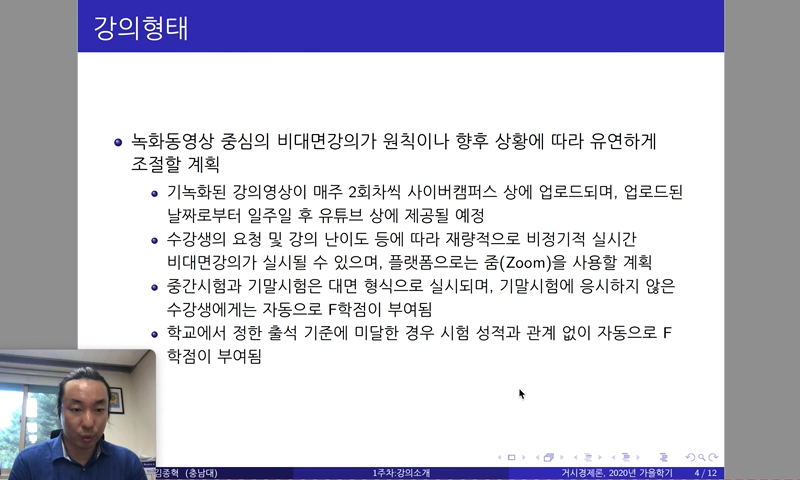 강의형태
녹화동영상 중심의 비대면강의가 원칙이나 향후 상황에 따라 유연하게
조절할 계획
기녹화된 강의영상이 매주 2회차씩 사이버캠퍼스 상에 업로드되며, 업로드된
날짜로부터 일주일 후 유튜브 상에 제공될 예정
수강생의 요청 및 강의 난이도 등에 따라 재량적으로 비정기적 실시간
비대면강의가 실시될 수 있으며, 플랫폼으로는 줌(Zoom)을 사용할 계획
중간시험과 기말시험은 대면 형식으로 실시되며, 기말시험에 응시하지 않은
수강생에게는 자동으로 F학점이 부여됨
학교에서 정한 출석 기준에 미달한 경우 시험 성적과 관계 없이 자동으로 F
학점이 부여됨
김종혁 (충남대)
1주차:강의소개
거시경제론, 2020년 가을학기
4 / 12